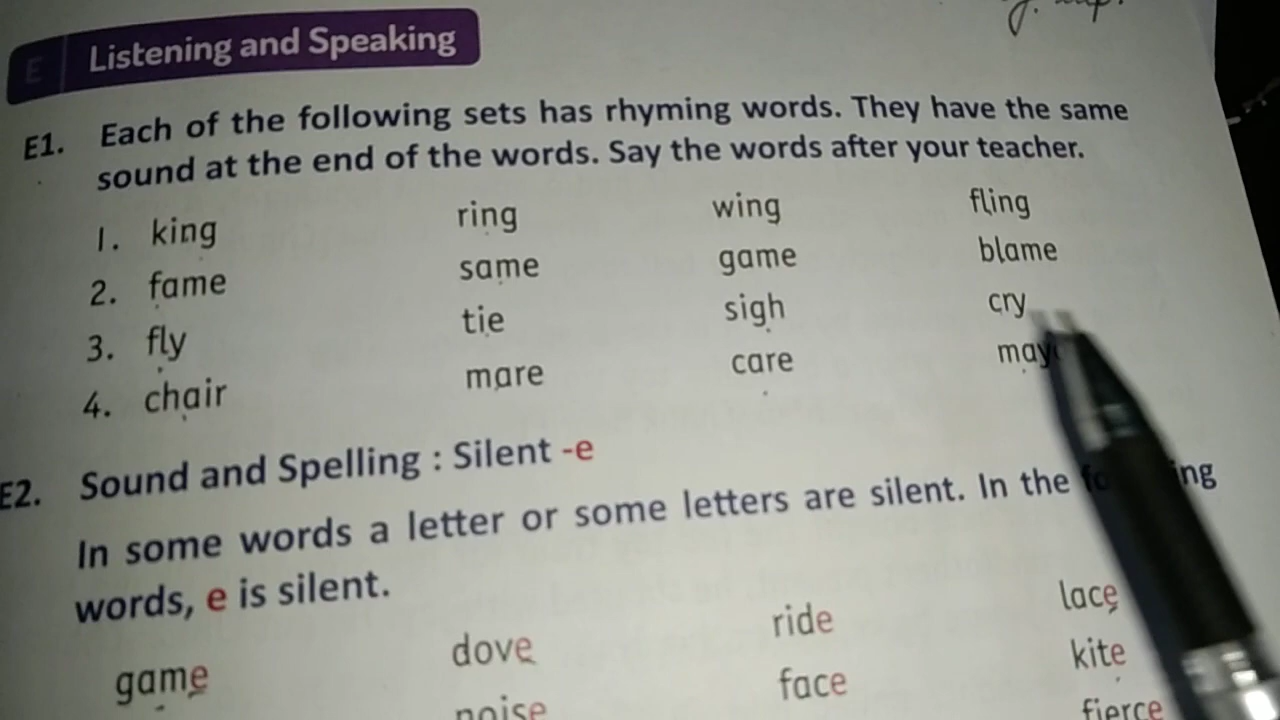 E Listening and Speaking
E1. Each of the following sets has rhyming words. They have the same
sound at the end of the words. Say the words after your teacher.
1. king ring wing fling
2. fame same game blame
3. fly tie sigh cry
4. chair mare care
E2. Sound and Spelling : Silent -e
In some words a letter or some letters are silent. In the
words, e is silent.
game dove ride lace
noise face kite
fierce